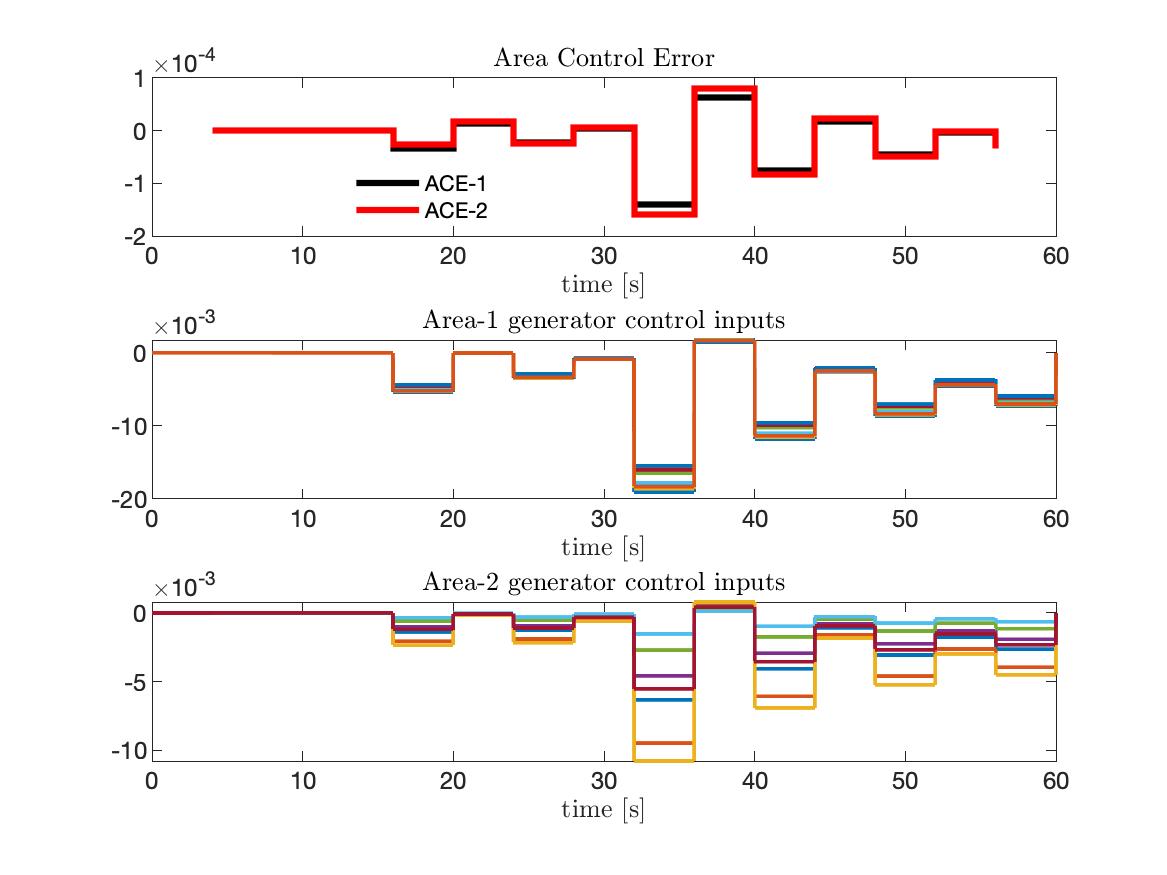 Area Control Error
×10-4
1
0
-1
-2
ACE-1
ACE-2
0 10 20 30 40 50 60
time [s]
Area-1 generator control inputs
×10-3
0
-10
-20
0 10 20 30 40 50 60
time [s]
Area-2 generator control inputs
×10-3
0
-5
-10
0 10 20 30 40 50 60
time [s]